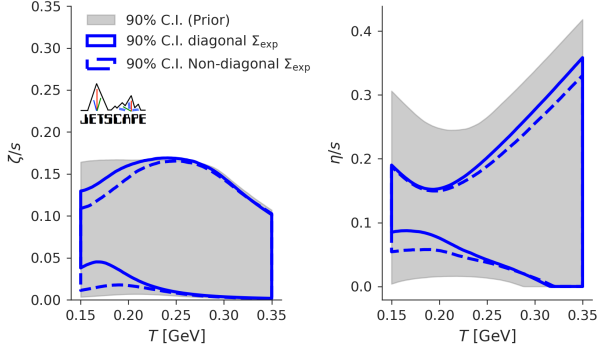 0.35
0.30
0.25
0.20
0.15
0.10
0.05
0.00
ζ/s
90% C.I. (Prior)
90% C.I. diagonal Σexp
90% C.I. Non-diagonal Σexp
JETSCAPE
0.15 0.20 0.25 0.30 0.35
T [GeV]
0.4
0.3
0.2
0.1
0.0
η/s
0.15 0.20 0.25 0.30 0.35
T [GeV]